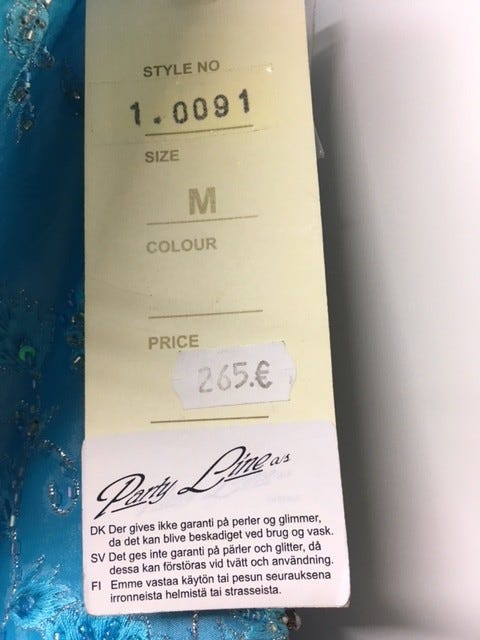 STYLE NO
1.0091
SIZE
M
COLOUR
PRICE
265.€
Party Line a/s
DK Der gives ikke garanti på perler og glimmer,
da det kan blive beskadiget ved brug og vask.
SV Det ges inte garanti på pärler och glitter, då
dessa kan förstöras vid tvätt och användning.
FI Emme vastaa käytön tai pesun seurauksena
irronneista helmistä tai strasseista.